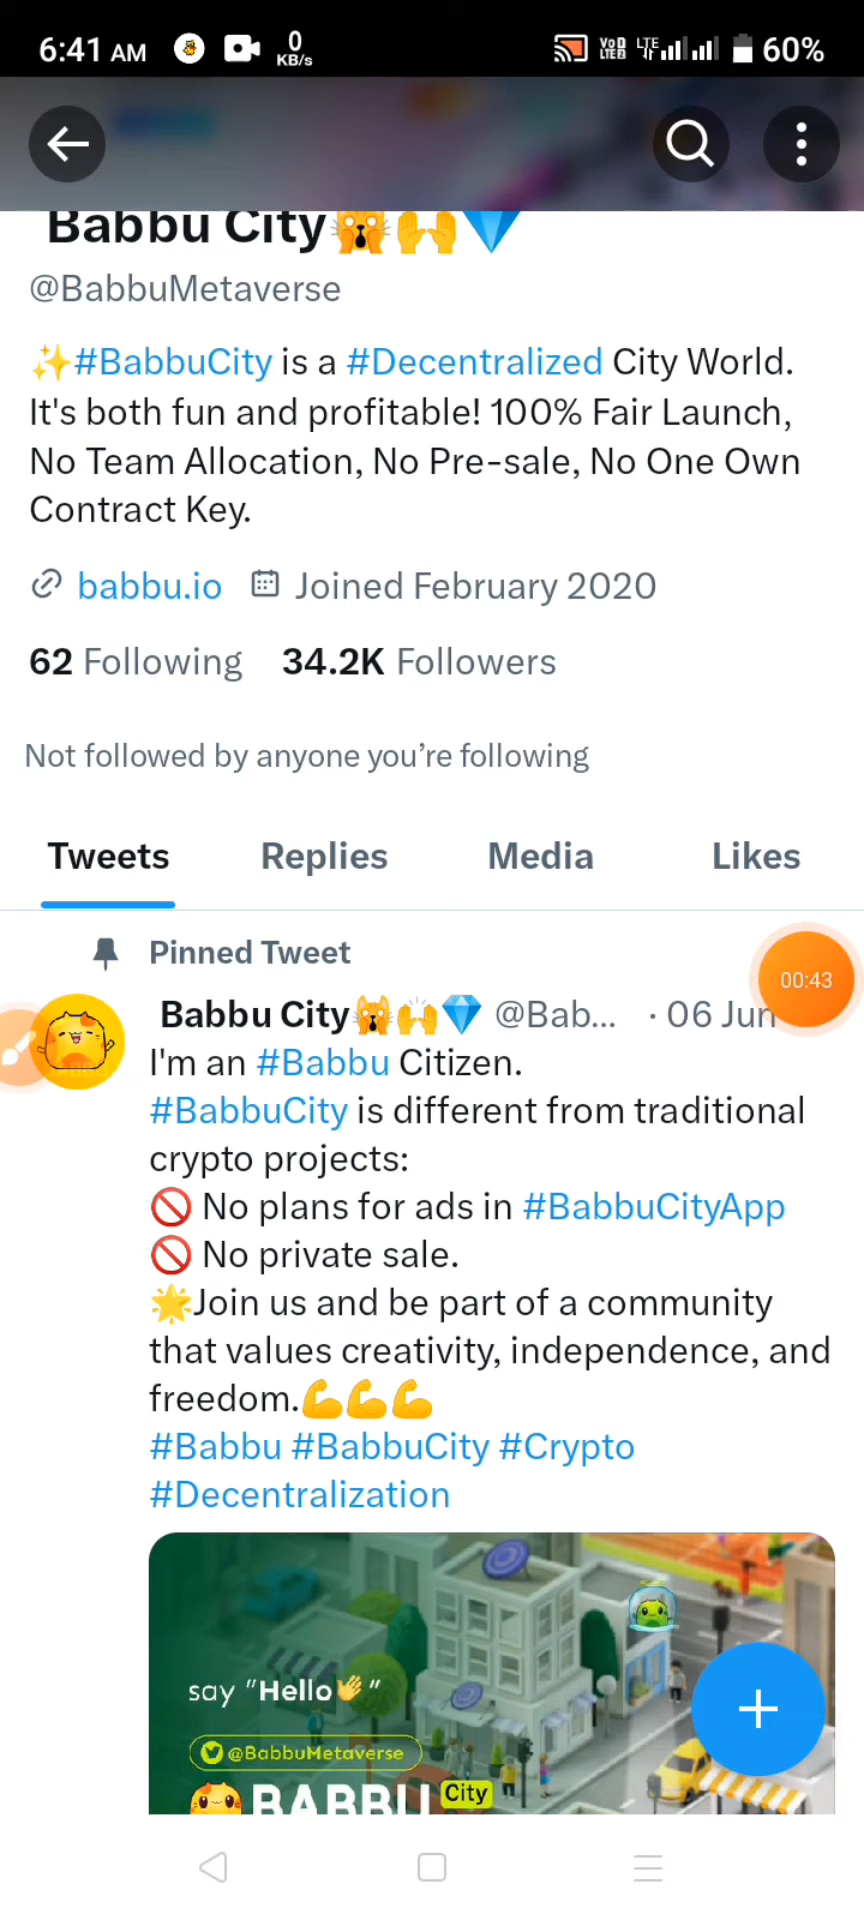 6:41 AM 0 KB/s VoD LTE LTE 60%
Babbu City🙀🙌💎
@BabbuMetaverse
✨#BabbuCity is a #Decentralized City World.
It's both fun and profitable! 100% Fair Launch,
No Team Allocation, No Pre-sale, No One Own
Contract Key.
babbu.io Joined February 2020
62 Following 34.2K Followers
Not followed by anyone you’re following
Tweets Replies Media Likes
Pinned Tweet
00:43
Babbu City🙀🙌💎 @Bab... · 06 Jun
I'm an #Babbu Citizen.
#BabbuCity is different from traditional
crypto projects:
🚫 No plans for ads in #BabbuCityApp
🚫 No private sale.
🌟Join us and be part of a community
that values creativity, independence, and
freedom.💪💪💪
#Babbu #BabbuCity #Crypto
#Decentralization
say "Hello👋"
@BabbuMetaverse
BABBU City